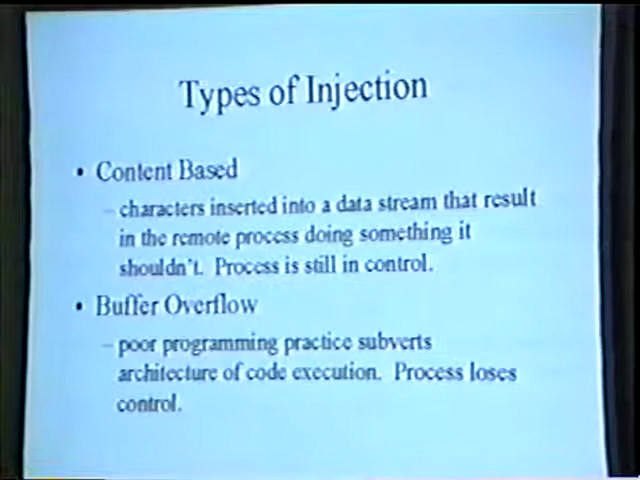 Types of Injection
• Content Based
– characters inserted into a data stream that result
in the remote process doing something it
shouldn't. Process is still in control.
• Buffer Overflow
– poor programming practice subverts
architecture of code execution. Process loses
control.